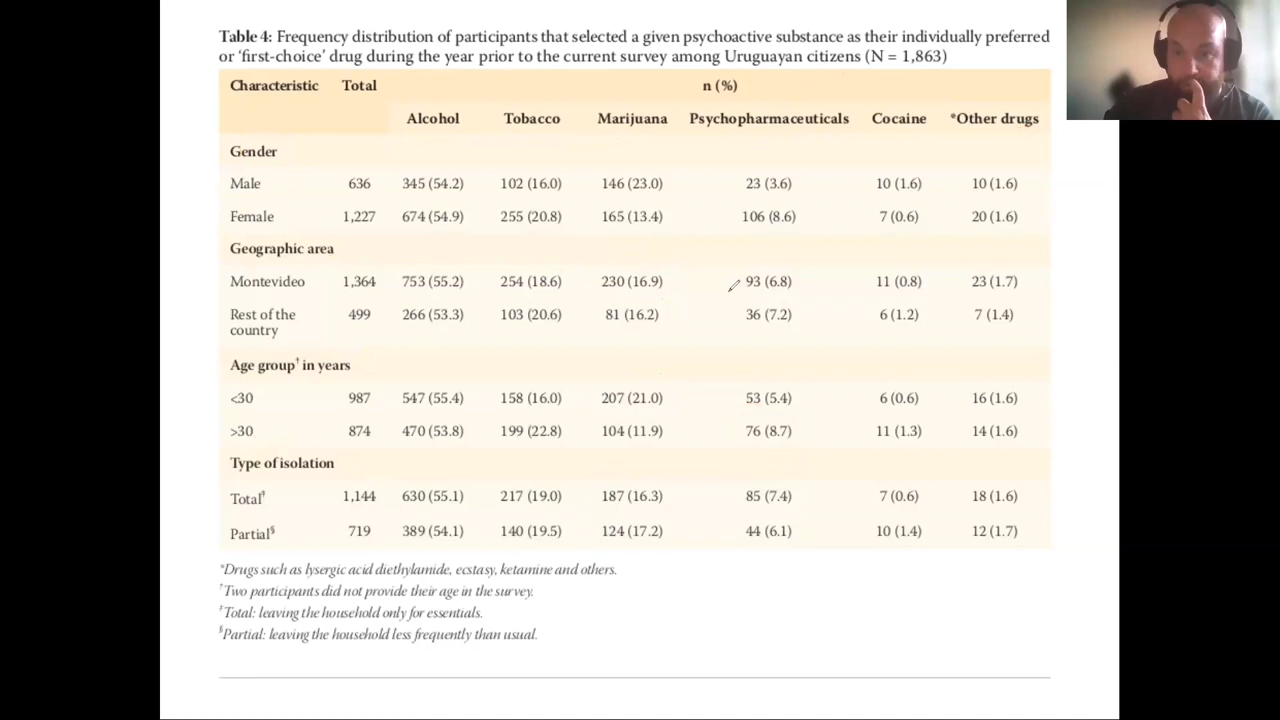 Table 4: Frequency distribution of participants that selected a given psychoactive substance as their individually preferred
or ‘first-choice’ drug during the year prior to the current survey among Uruguayan citizens (N = 1,863)
Characteristic Total n (%)
Alcohol Tobacco Marijuana Psychopharmaceuticals Cocaine *Other drugs
Gender
Male 636 345 (54.2) 102 (16.0) 146 (23.0) 23 (3.6) 10 (1.6) 10 (1.6)
Female 1,227 674 (54.9) 255 (20.8) 165 (13.4) 106 (8.6) 7 (0.6) 20 (1.6)
Geographic area
Montevideo 1,364 753 (55.2) 254 (18.6) 230 (16.9) 93 (6.8) 11 (0.8) 23 (1.7)
Rest of the 499 266 (53.3) 103 (20.6) 81 (16.2) 36 (7.2) 6 (1.2) 7 (1.4)
country
Age group† in years
<30 987 547 (55.4) 158 (16.0) 207 (21.0) 53 (5.4) 6 (0.6) 16 (1.6)
>30 874 470 (53.8) 199 (22.8) 104 (11.9) 76 (8.7) 11 (1.3) 14 (1.6)
Type of isolation
Total‡ 1,144 630 (55.1) 217 (19.0) 187 (16.3) 85 (7.4) 7 (0.6) 18 (1.6)
Partial§ 719 389 (54.1) 140 (19.5) 124 (17.2) 44 (6.1) 10 (1.4) 12 (1.7)
*Drugs such as lysergic acid diethylamide, ecstasy, ketamine and others.
†Two participants did not provide their age in the survey.
‡Total: leaving the household only for essentials.
§Partial: leaving the household less frequently than usual.